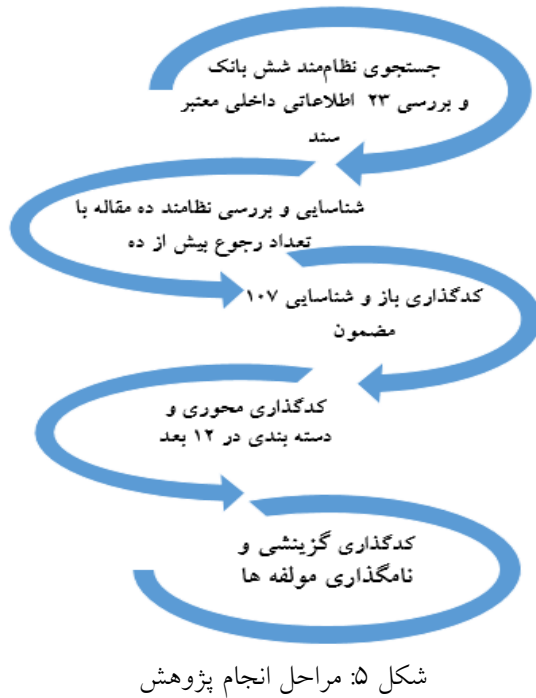 جستجوی نظام‌مند شش بانک
و بررسی ۲۳ اطلاعاتی داخلی معتبر
سند
شناسایی و بررسی نظامند ده مقاله با
تعداد رجوع بیش از ده
کدگذاری باز و شناسایی ۱۰۷
مضمون
کدگذاری محوری و
دسته بندی در ۱۲ بعد
کدگذاری گزینشی و
نامگذاری مولفه ها
شکل ۵: مراحل انجام پژوهش